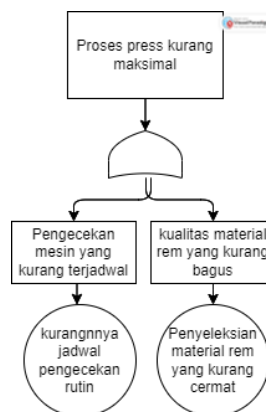 Proses press kurang
maksimal
Pengecekan
mesin yang
kurang terjadwal
kualitas material
rem yang kurang
bagus
kurangnnya
jadwal
pengecekan
rutin
Penyeleksian
material rem
yang kurang
cermat